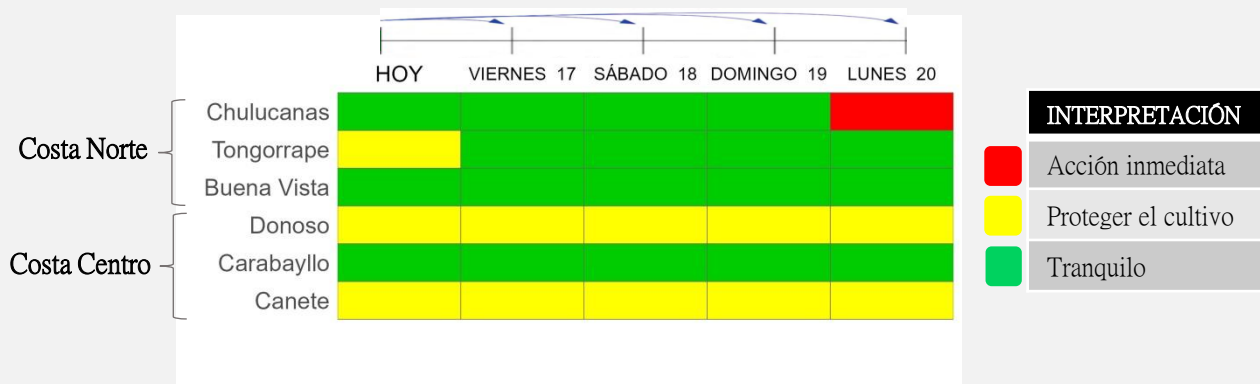 HOY VIERNES 17 SÁBADO 18 DOMINGO 19 LUNES 20
Costa Norte
Chulucanas
Tongorrape
Buena Vista
Costa Centro
Donoso
Carabayllo
Canete
INTERPRETACIÓN
Acción inmediata
Proteger el cultivo
Tranquilo